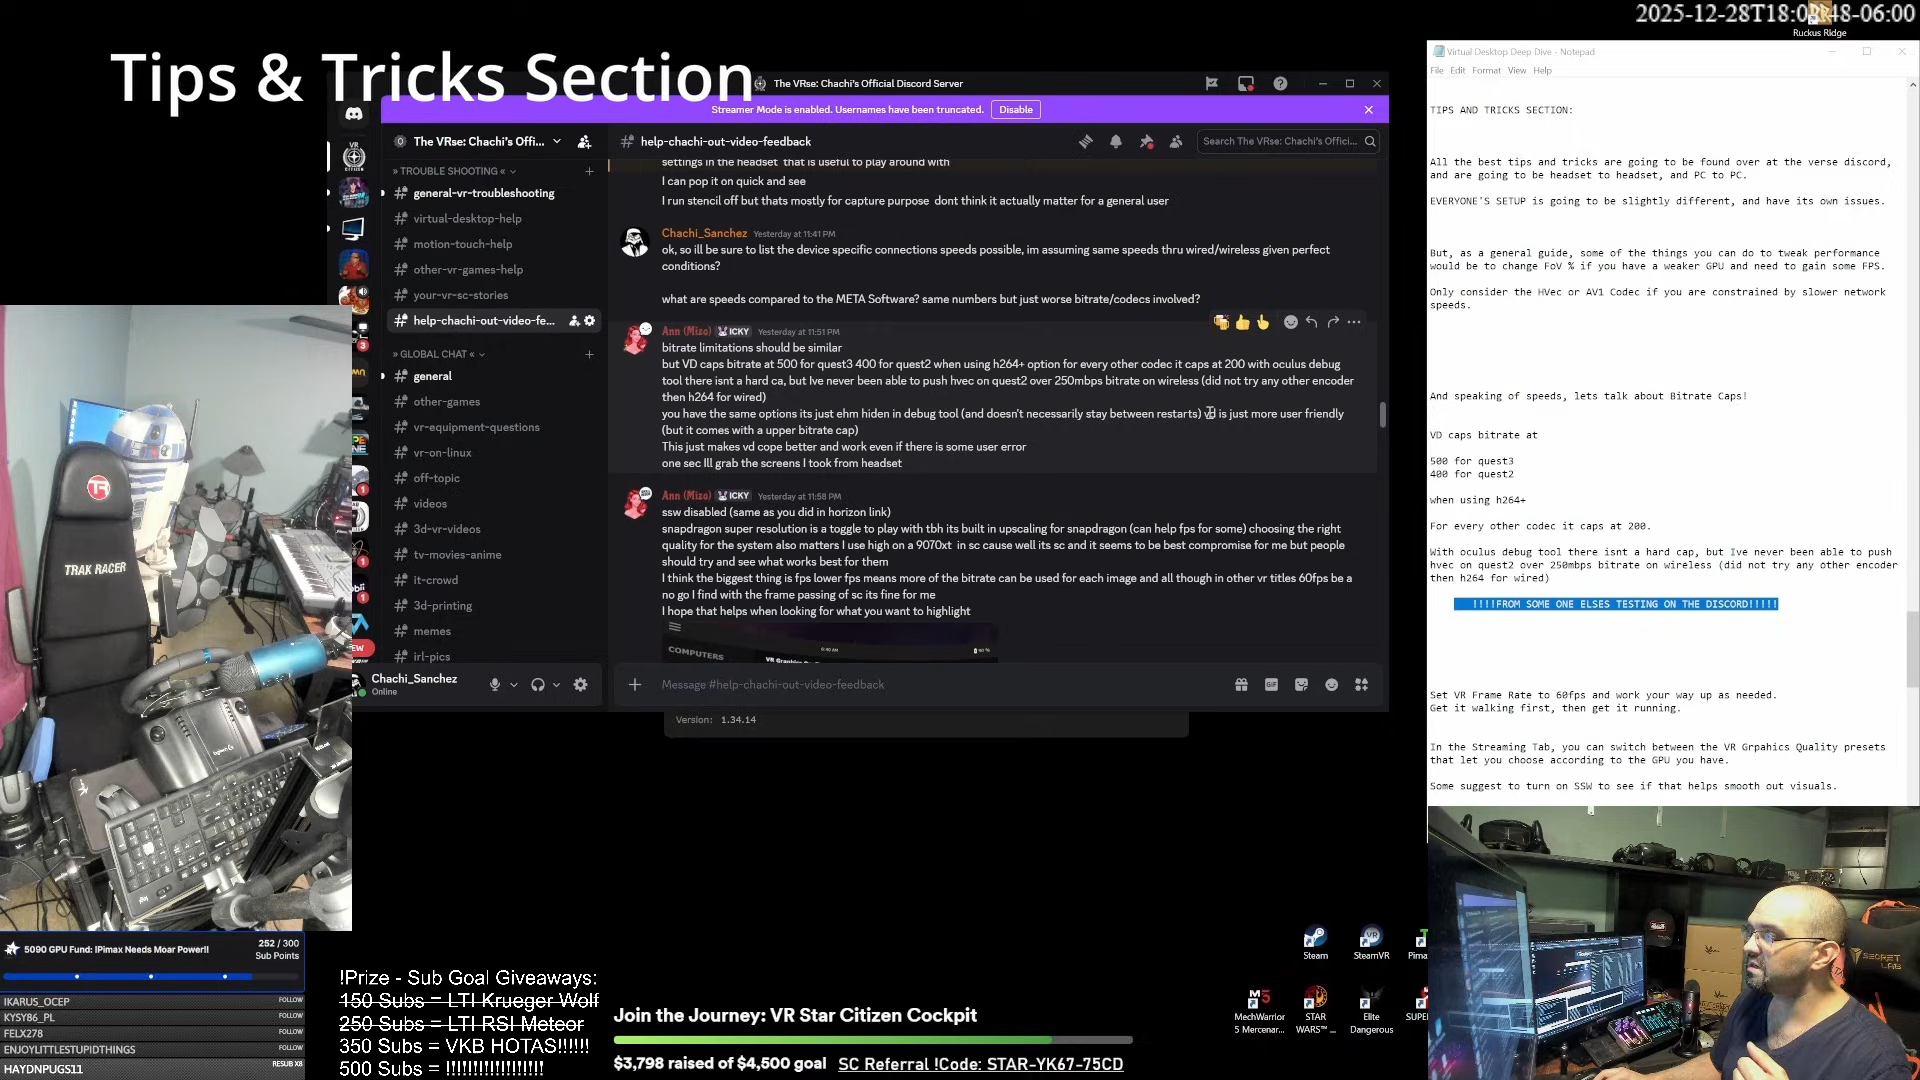 2025-12-28T18:0 48-06:00
Ruckus Ridge
Tips & Tricks Section
The VRse: Chachi's Official Discord Server
Streamer Mode is enabled. Usernames have been truncated. Disable
The VRse: Chachi's Offi...
help-chachi-out-video-feedback
Search The VRse: Chachi's Offici...
» TROUBLE SHOOTING «
general-vr-troubleshooting
virtual-desktop-help
motion-touch-help
other-vr-games-help
your-vr-sc-stories
help-chachi-out-video-fe...
» GLOBAL CHAT «
general
other-games
vr-equipment-questions
vr-on-linux
off-topic
videos
3d-vr-videos
tv-movies-anime
it-crowd
3d-printing
memes
irl-pics
Chachi_Sanchez
Online
settings in the headset that is useful to play around with
I can pop it on quick and see
I run stencil off but thats mostly for capture purpose dont think it actually matter for a general user
Chachi_Sanchez Yesterday at 11:41 PM
ok, so ill be sure to list the device specific connections speeds possible, im assuming same speeds thru wired/wireless given perfect
conditions?
what are speeds compared to the META Software? same numbers but just worse bitrate/codecs involved?
Ann (Mizo) ICKY Yesterday at 11:51 PM
bitrate limitations should be similar
but VD caps bitrate at 500 for quest3 400 for quest2 when using h264+ option for every other codec it caps at 200 with oculus debug
tool there isnt a hard ca, but Ive never been able to push hvec on quest2 over 250mbps bitrate on wireless (did not try any other encoder
then h264 for wired)
you have the same options its just ehm hiden in debug tool (and doesn't necessarily stay between restarts) vd is just more user friendly
(but it comes with a upper bitrate cap)
This just makes vd cope better and work even if there is some user error
one sec Ill grab the screens I took from headset
Ann (Mizo) ICKY Yesterday at 11:58 PM
ssw disabled (same as you did in horizon link)
snapdragon super resolution is a toggle to play with tbh its built in upscaling for snapdragon (can help fps for some) choosing the right
quality for the system also matters I use high on a 9070xt in sc cause well its sc and it seems to be best compromise for me but people
should try and see what works best for them
I think the biggest thing is fps lower fps means more of the bitrate can be used for each image and all though in other vr titles 60fps be a
no go I find with the frame passing of sc its fine for me
I hope that helps when looking for what you want to highlight
COMPUTERS
Message #help-chachi-out-video-feedback
Version: 1.34.14
Virtual Desktop Deep Dive - Notepad
File Edit Format View Help
TIPS AND TRICKS SECTION:
All the best tips and tricks are going to be found over at the verse discord,
and are going to be headset to headset, and PC to PC.
EVERYONE'S SETUP is going to be slightly different, and have its own issues.
But, as a general guide, some of the things you can do to tweak performance
would be to change FoV % if you have a weaker GPU and need to gain some FPS.
Only consider the HVec or AV1 Codec if you are constrained by slower network
speeds.
And speaking of speeds, lets talk about Bitrate Caps!
VD caps bitrate at
500 for quest3
400 for quest2
when using h264+
For every other codec it caps at 200.
With oculus debug tool there isnt a hard cap, but Ive never been able to push
hvec on quest2 over 250mbps bitrate on wireless (did not try any other encoder
then h264 for wired)
!!!!FROM SOME ONE ELSES TESTING ON THE DISCORD!!!!!
Set VR Frame Rate to 60fps and work your way up as needed.
Get it walking first, then get it running.
In the Streaming Tab, you can switch between the VR Grpahics Quality presets
that let you choose according to the GPU you have.
Some suggest to turn on SSW to see if that helps smooth out visuals.
TR
TRAK RACER
SECRET
LAB
5090 GPU Fund: !Pimax Needs Moar Power!!
252 / 300
Sub Points
IKARUS_OCEP FOLLOW
KYSY86_PL FOLLOW
FELX278 FOLLOW
ENJOYLITTLESTUPIDTHINGS FOLLOW
HAYDNPUGS11 RESUB X8
!Prize - Sub Goal Giveaways:
150 Subs = LTI Krueger Wolf
250 Subs = LTI RSI Meteor
350 Subs = VKB HOTAS!!!!!!
500 Subs = !!!!!!!!!!!!!!!!!!
Join the Journey: VR Star Citizen Cockpit
$3,798 raised of $4,500 goal SC Referral !Code: STAR-YK67-75CD
Steam
SteamVR
Pima
MechWarrior
5 Mercenar...
STAR
WARS™ ...
Elite
Dangerous
SUPE